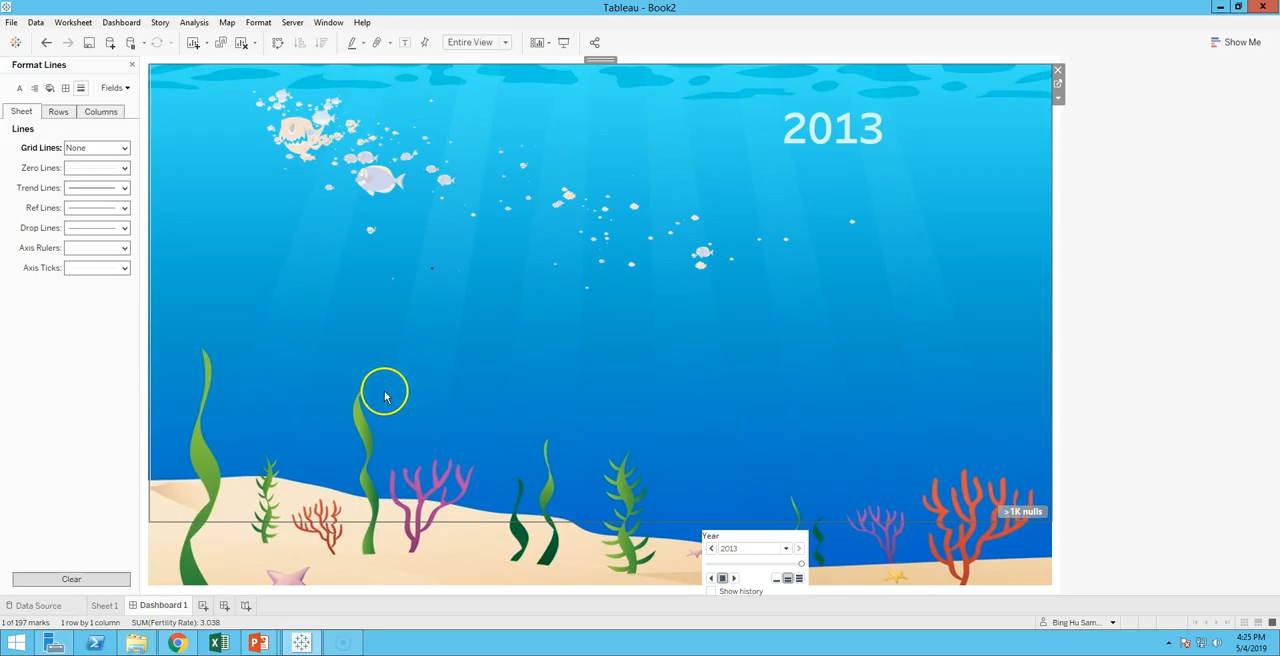 Tableau - Book2
File Data Worksheet Dashboard Story Analysis Map Format Server Window Help
Entire View
Show Me
Format Lines
Fields
Sheet Rows Columns
Lines
Grid Lines: None
Zero Lines:
Trend Lines:
Ref Lines:
Drop Lines:
Axis Rulers:
Axis Ticks:
Clear
2013
>1K nulls
Year
2013
Show history
Data Source Sheet 1 Dashboard 1
1 of 197 marks 1 row by 1 column SUM(Fertility Rate): 3.038
Bing Hu Sam...
4:25 PM
5/4/2019